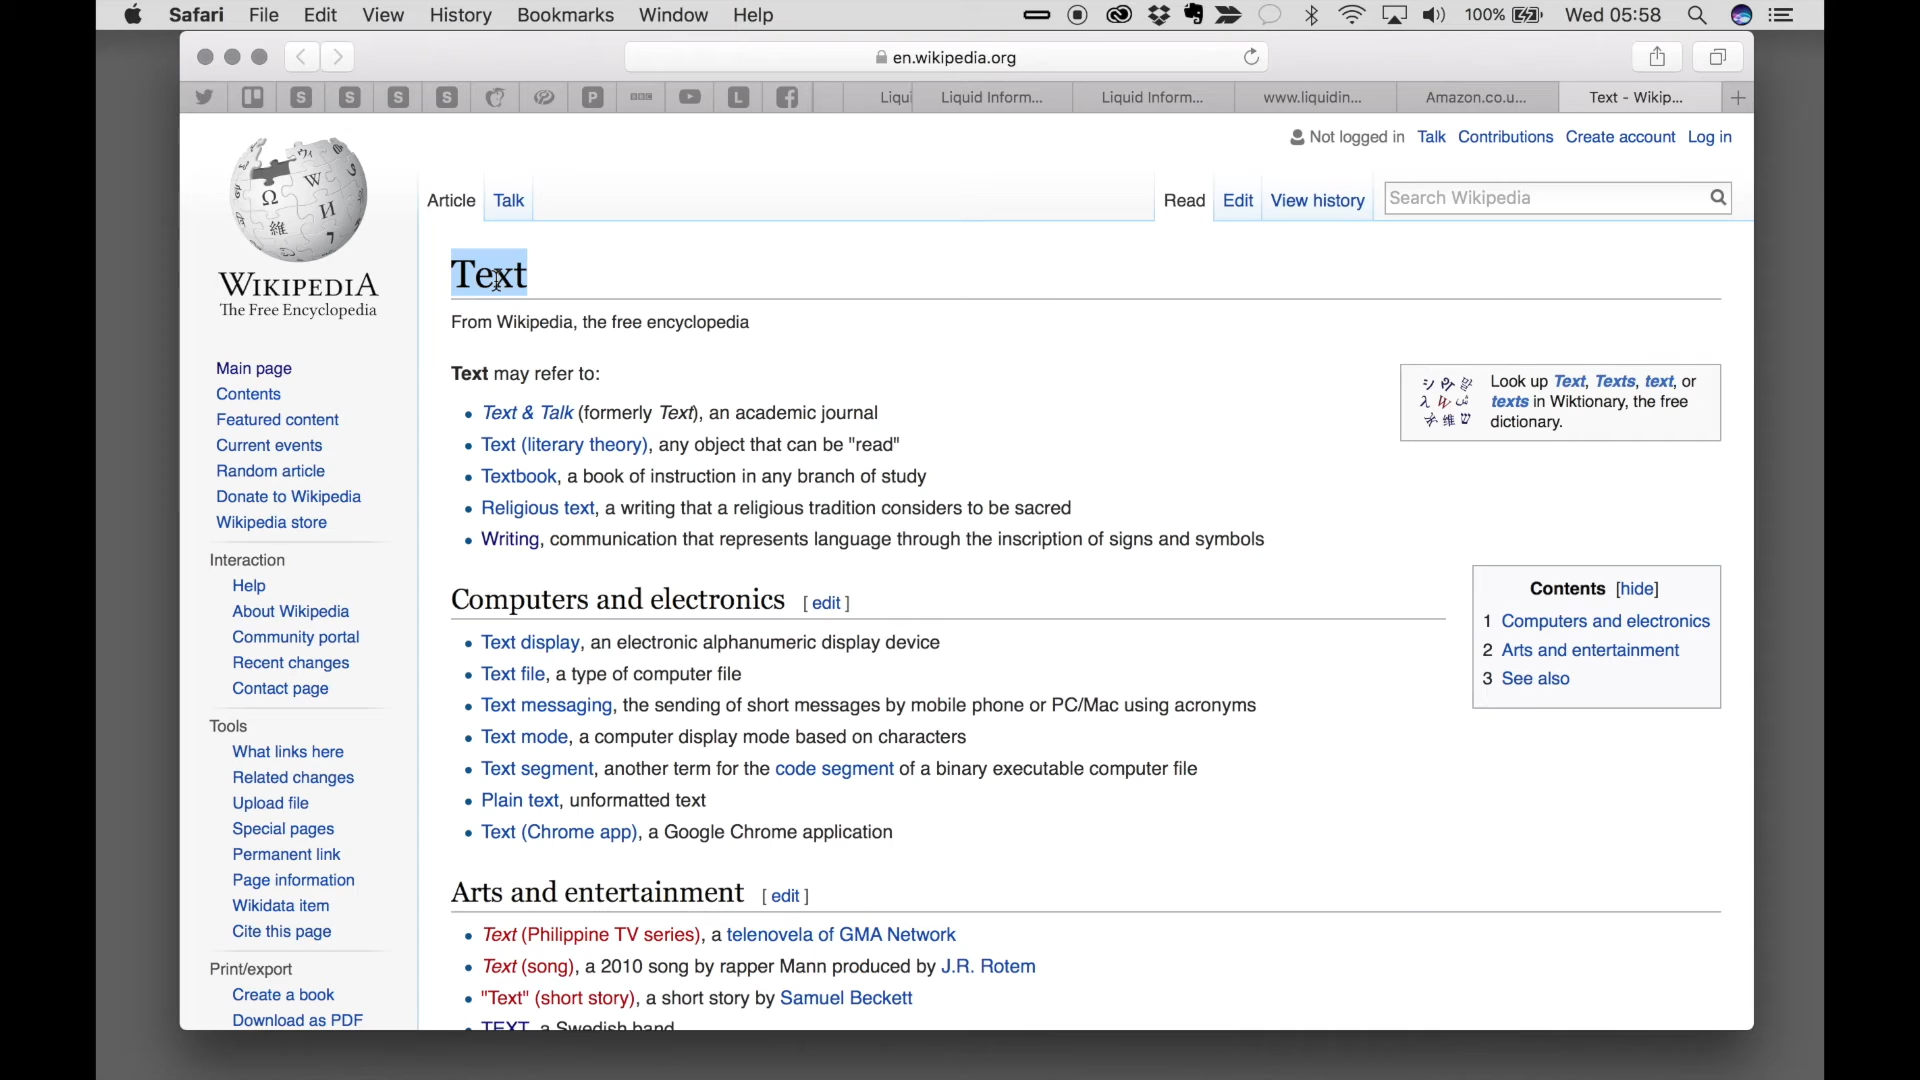 Safari File Edit View History Bookmarks Window Help 100% Wed 05:58
en.wikipedia.org
S S S S P BBC L Liqui Liquid Inform... Liquid Inform... www.liquidin... Amazon.co.u... Text - Wikip...
Not logged in Talk Contributions Create account Log in
Article Talk Read Edit View history Search Wikipedia
WIKIPEDIA
The Free Encyclopedia
Main page
Contents
Featured content
Current events
Random article
Donate to Wikipedia
Wikipedia store
Interaction
Help
About Wikipedia
Community portal
Recent changes
Contact page
Tools
What links here
Related changes
Upload file
Special pages
Permanent link
Page information
Wikidata item
Cite this page
Print/export
Create a book
Download as PDF
Text
From Wikipedia, the free encyclopedia
Text may refer to:
Text & Talk (formerly Text), an academic journal
Text (literary theory), any object that can be "read"
Textbook, a book of instruction in any branch of study
Religious text, a writing that a religious tradition considers to be sacred
Writing, communication that represents language through the inscription of signs and symbols
Look up Text, Texts, text, or
texts in Wiktionary, the free
dictionary.
Contents [hide]
1 Computers and electronics
2 Arts and entertainment
3 See also
Computers and electronics [ edit ]
Text display, an electronic alphanumeric display device
Text file, a type of computer file
Text messaging, the sending of short messages by mobile phone or PC/Mac using acronyms
Text mode, a computer display mode based on characters
Text segment, another term for the code segment of a binary executable computer file
Plain text, unformatted text
Text (Chrome app), a Google Chrome application
Arts and entertainment [ edit ]
Text (Philippine TV series), a telenovela of GMA Network
Text (song), a 2010 song by rapper Mann produced by J.R. Rotem
"Text" (short story), a short story by Samuel Beckett
TEXT, a Swedish band